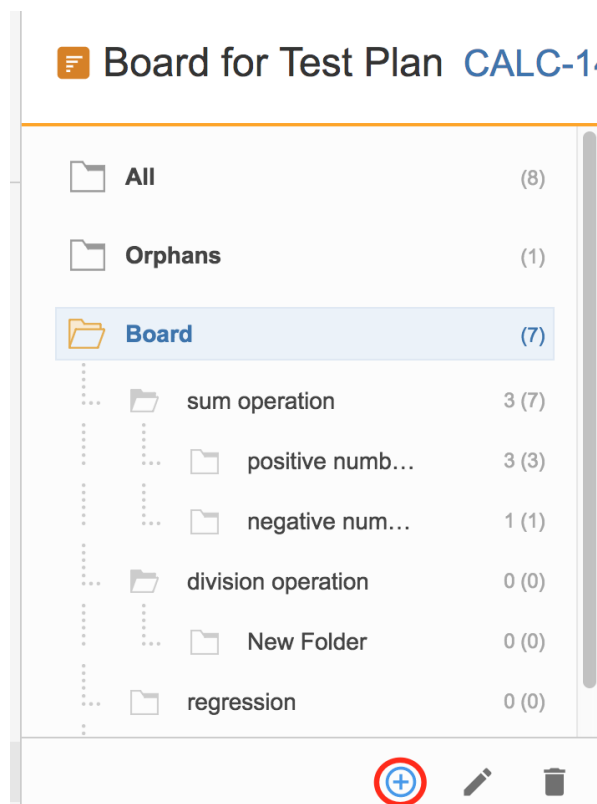 Board for Test Plan CALC-14
All (8)
Orphans (1)
Board (7)
sum operation 3 (7)
positive numb... 3 (3)
negative num... 1 (1)
division operation 0 (0)
New Folder 0 (0)
regression 0 (0)